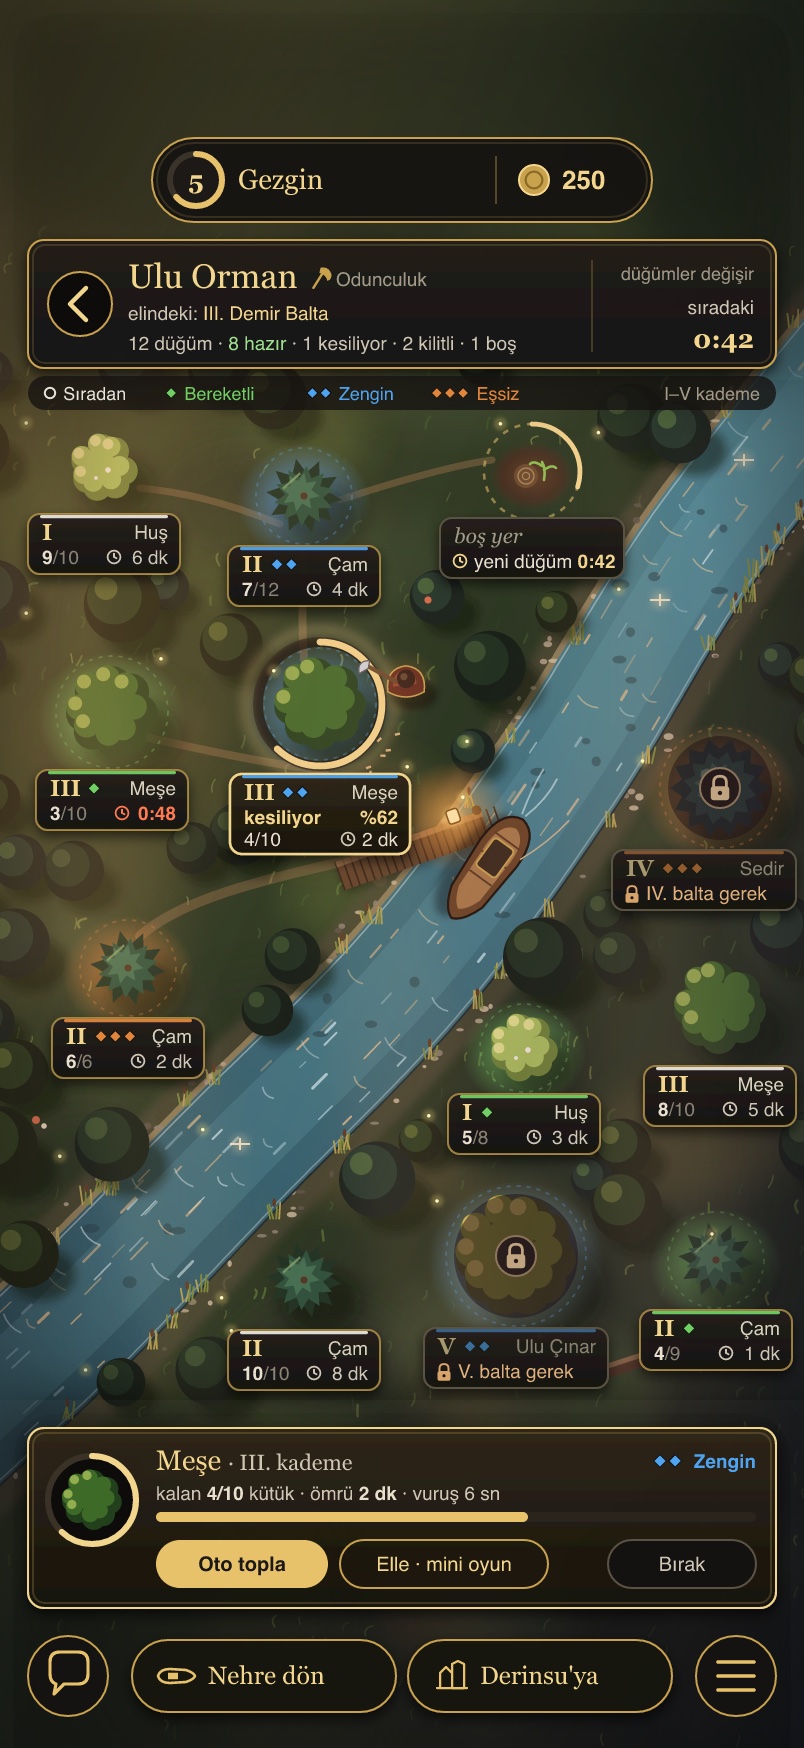 5 Gezgin 250
Ulu Orman Odunculuk
düğümler değişir
elindeki: III. Demir Balta
sıradaki
12 düğüm · 8 hazır · 1 kesiliyor · 2 kilitli · 1 boş
0:42
Sıradan Bereketli Zengin Eşsiz I–V kademe
I Huş
9/10 6 dk
II Çam
7/12 4 dk
boş yer
yeni düğüm 0:42
III Meşe
3/10 0:48
III Meşe
kesiliyor %62
4/10 2 dk
IV Sedir
IV. balta gerek
II Çam
6/6 2 dk
I Huş
5/8 3 dk
III Meşe
8/10 5 dk
II Çam
10/10 8 dk
V Ulu Çınar
V. balta gerek
II Çam
4/9 1 dk
Meşe · III. kademe Zengin
kalan 4/10 kütük · ömrü 2 dk · vuruş 6 sn
Oto topla Elle · mini oyun Bırak
Nehre dön Derinsu'ya